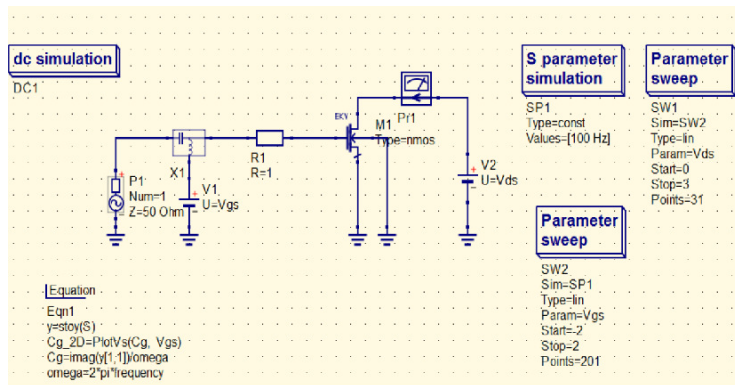 dc simulation
DC1
S parameter
simulation
SP1
Type=const
Values=[100 Hz]
Parameter
sweep
SW1
Sim=SW2
Type=lin
Param=Vds
Start=0
Stop=3
Points=31
Pr1
EKV
M1
Type=nmos
R1
R=1
X1
P1
Num=1
Z=50 Ohm
V1
U=Vgs
V2
U=Vds
Parameter
sweep
SW2
Sim=SP1
Type=lin
Param=Vgs
Start=-2
Stop=2
Points=201
Equation
Eqn1
y=stoy(S)
Cg_2D=PlotVs(Cg, Vgs)
Cg=imag(y[1,1])/omega
omega=2*pi*frequency